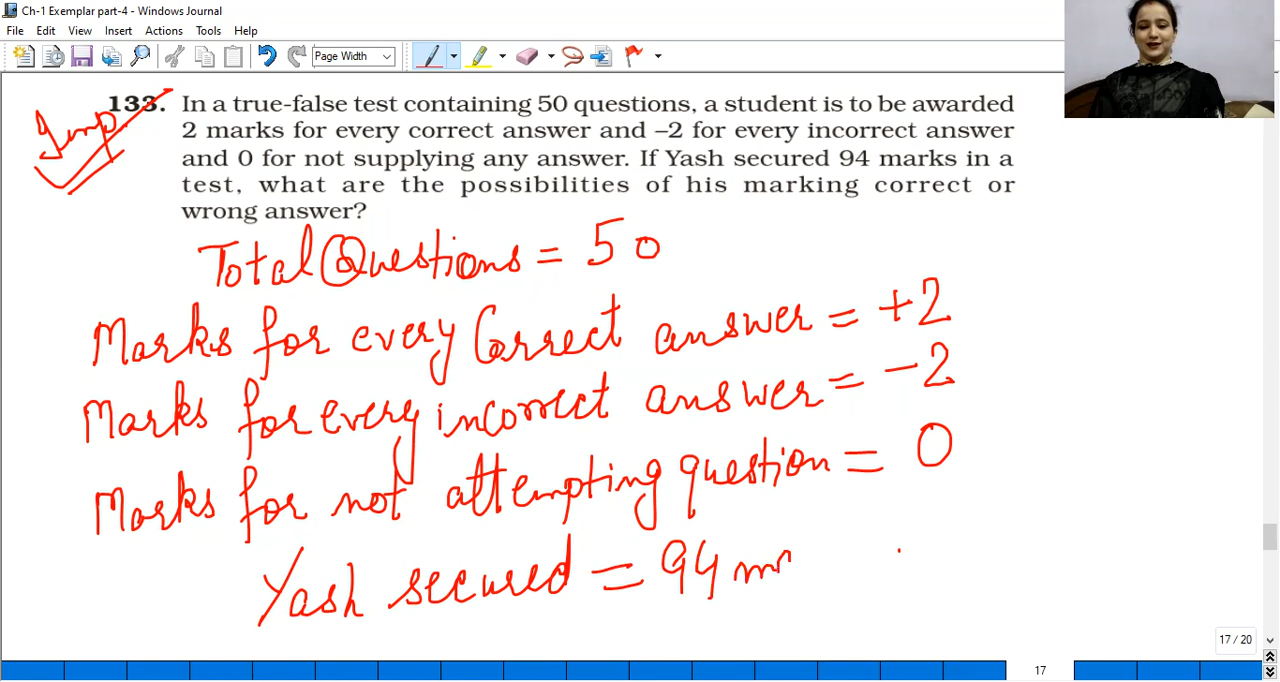 Ch-1 Exemplar part-4 - Windows Journal
File Edit View Insert Actions Tools Help
Page Width
Imp
133. In a true-false test containing 50 questions, a student is to be awarded
2 marks for every correct answer and –2 for every incorrect answer
and 0 for not supplying any answer. If Yash secured 94 marks in a
test, what are the possibilities of his marking correct or
wrong answer?
Total Questions = 50
Marks for every Correct answer = +2
Marks for every incorrect answer = -2
Marks for not attempting question = 0
Yash secured = 94
17 / 20
17